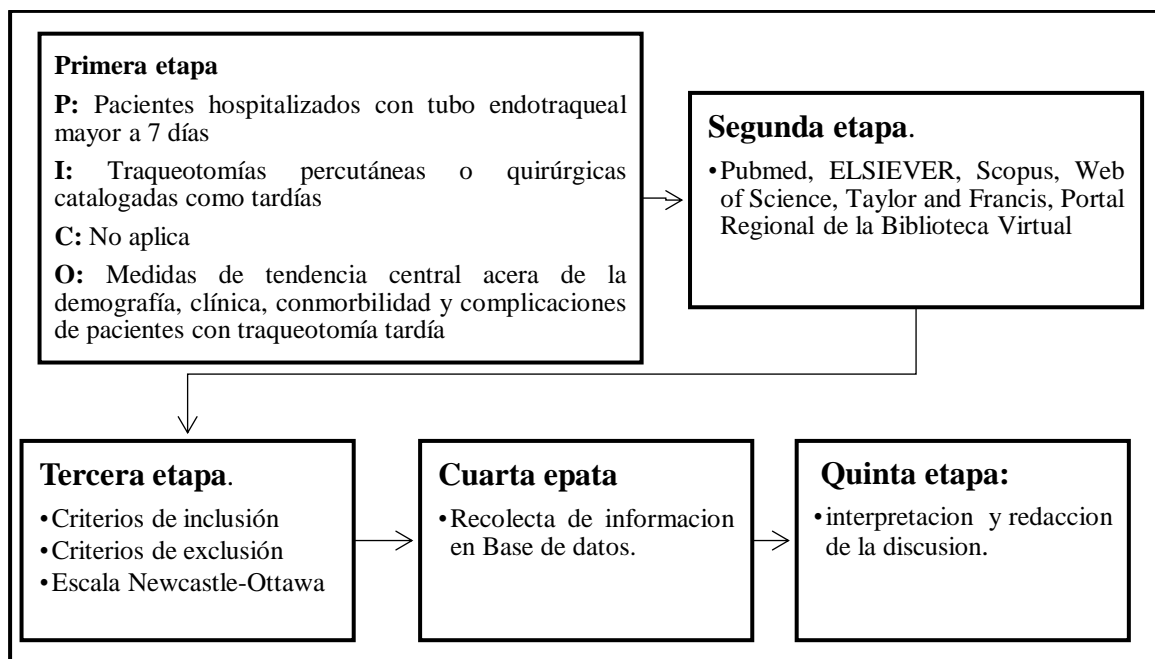 Primera etapa
P: Pacientes hospitalizados con tubo endotraqueal
mayor a 7 días
I: Traqueotomías percutáneas o quirúrgicas
catalogadas como tardías
C: No aplica
O: Medidas de tendencia central acera de la
demografía, clínica, conmorbilidad y complicaciones
de pacientes con traqueotomía tardía
Segunda etapa.
•Pubmed, ELSIEVER, Scopus, Web
of Science, Taylor and Francis, Portal
Regional de la Biblioteca Virtual
Tercera etapa.
•Criterios de inclusión
•Criterios de exclusión
•Escala Newcastle-Ottawa
Cuarta epata
•Recolecta de informacion
en Base de datos.
Quinta etapa:
•interpretacion y redaccion
de la discusion.